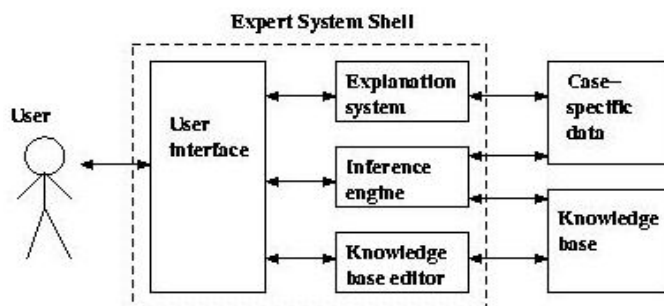 Expert System Shell
User
User
interface
Explanation
system
Inference
engine
Knowledge
base editor
Case–
specific
data
Knowledge
base